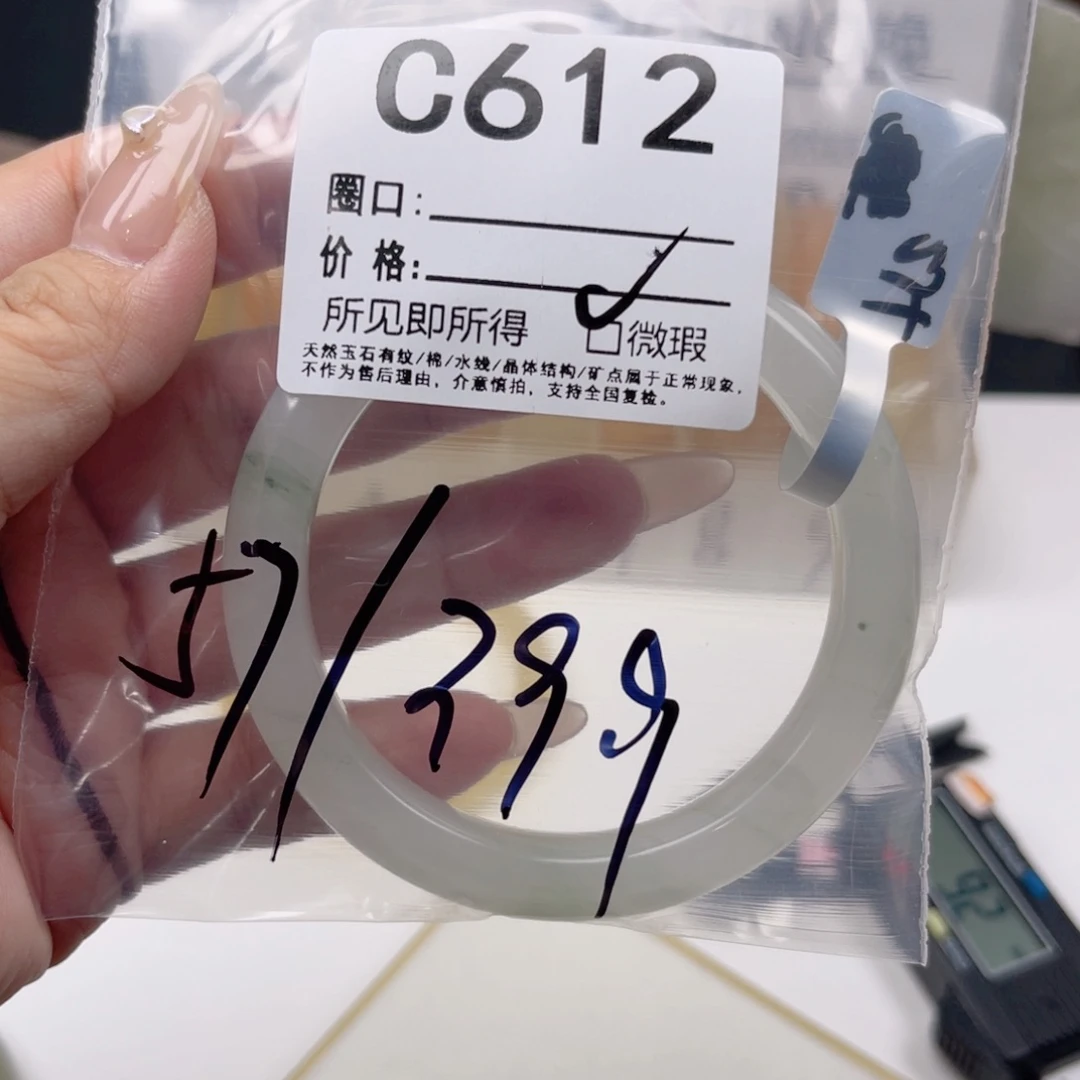 C612
圈口:
价格:
所见即所得 □微瑕
天然玉石有纹/棉/水线/晶体结构/矿点属于正常现象,
不作为售后理由,介意慎拍,支持全国复检。
57/299